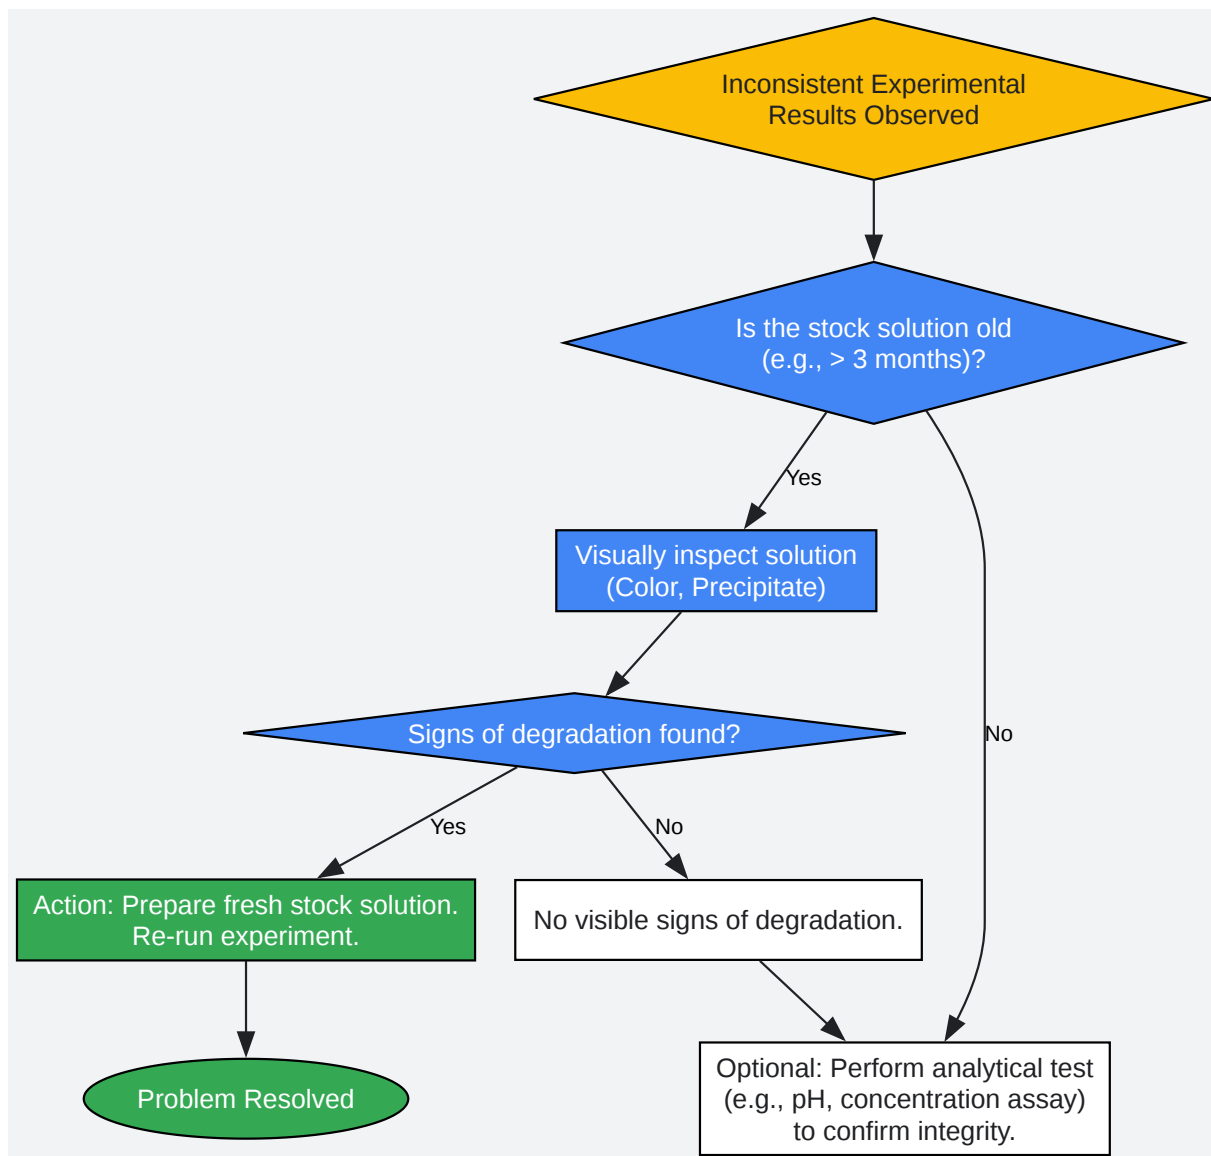 Inconsistent Experimental
Results Observed
Is the stock solution old
(e.g., > 3 months)?
Yes
Visually inspect solution
(Color, Precipitate)
Signs of degradation found?
No
Yes
No
Action: Prepare fresh stock solution.
Re-run experiment.
No visible signs of degradation.
Problem Resolved
Optional: Perform analytical test
(e.g., pH, concentration assay)
to confirm integrity.